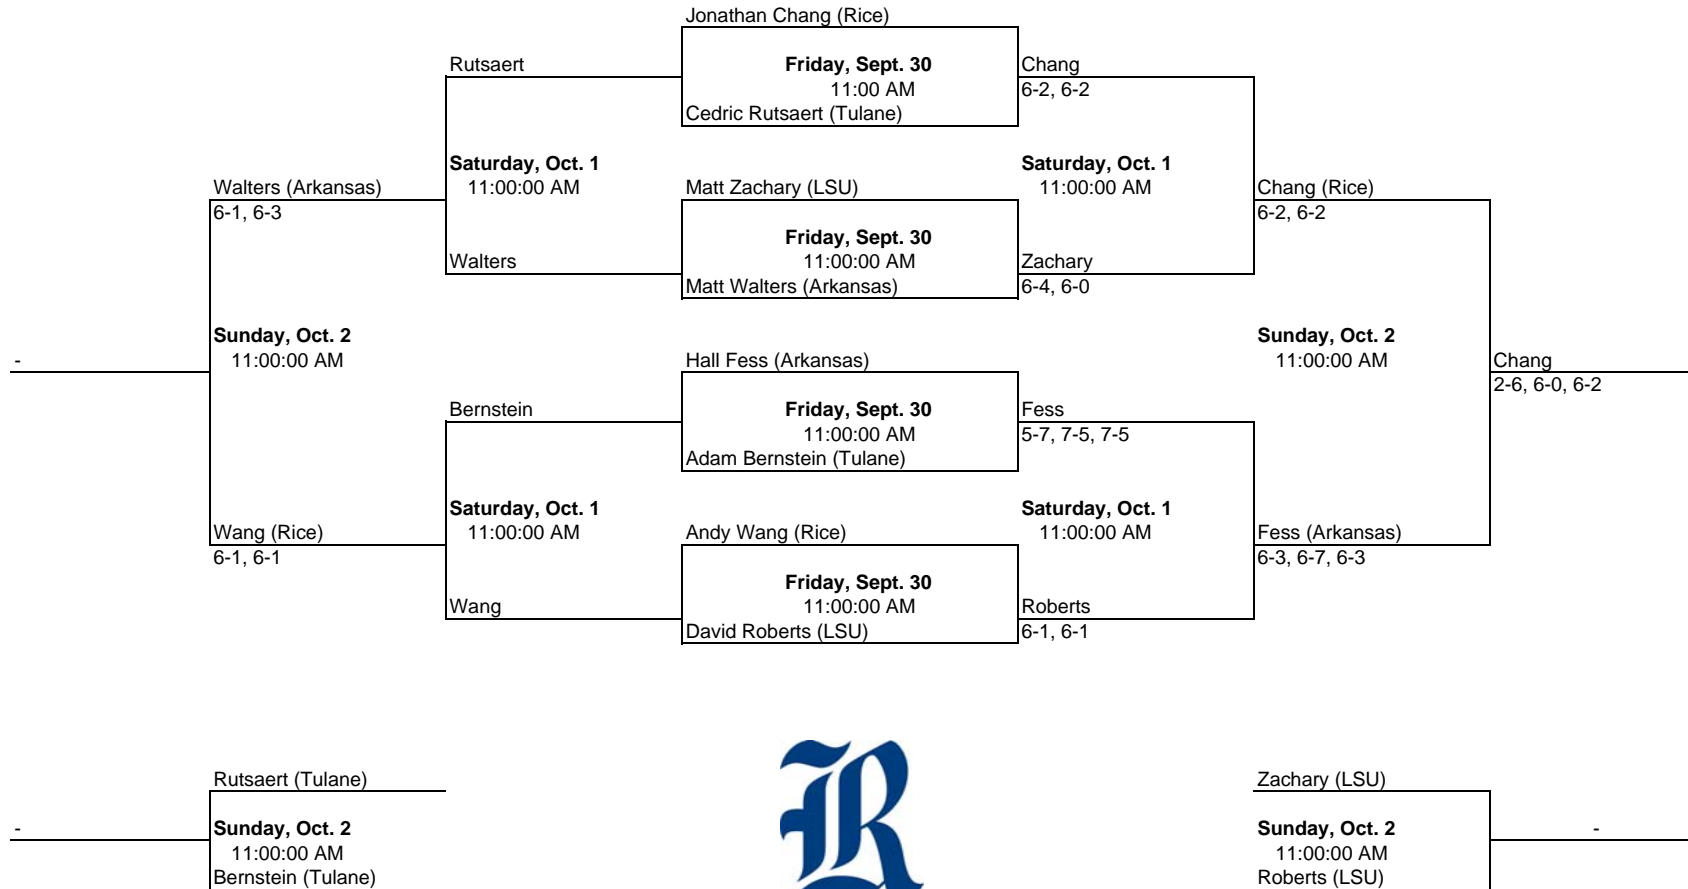 Jonathan Chang (Rice)
Rutsaert Friday, Sept. 30 Chang
11:00 AM 6-2, 6-2
Cedric Rutsaert (Tulane)
Saturday, Oct. 1 Saturday, Oct. 1
Walters (Arkansas) 11:00:00 AM Matt Zachary (LSU) 11:00:00 AM Chang (Rice)
6-1, 6-3 6-2, 6-2
Friday, Sept. 30
Walters 11:00:00 AM Zachary
Matt Walters (Arkansas) 6-4, 6-0
Sunday, Oct. 2 Sunday, Oct. 2
- 11:00:00 AM Hall Fess (Arkansas) 11:00:00 AM Chang
2-6, 6-0, 6-2
Bernstein Friday, Sept. 30 Fess
11:00:00 AM 5-7, 7-5, 7-5
Adam Bernstein (Tulane)
Saturday, Oct. 1 Saturday, Oct. 1
Wang (Rice) 11:00:00 AM Andy Wang (Rice) 11:00:00 AM Fess (Arkansas)
6-1, 6-1 6-3, 6-7, 6-3
Friday, Sept. 30
Wang 11:00:00 AM Roberts
David Roberts (LSU) 6-1, 6-1
Rutsaert (Tulane) Zachary (LSU)
- Sunday, Oct. 2 Sunday, Oct. 2 -
11:00:00 AM 11:00:00 AM
Bernstein (Tulane) Roberts (LSU)
R